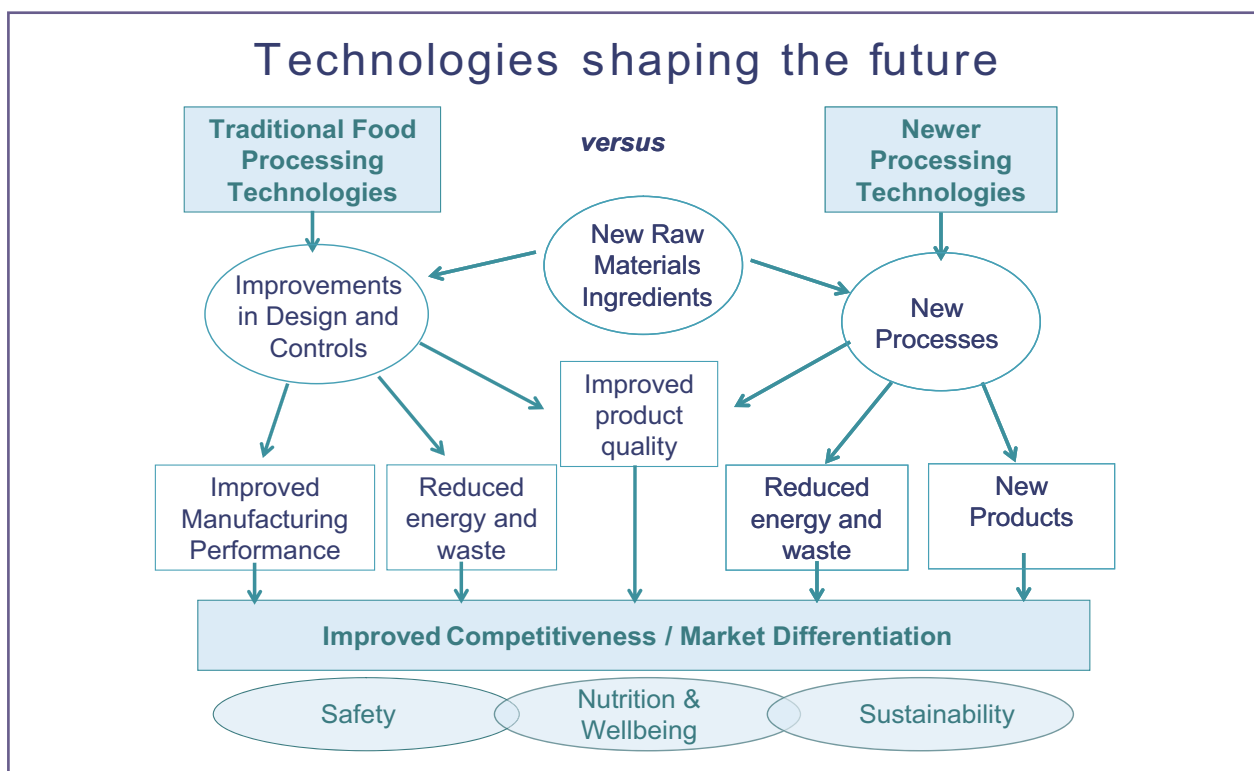 Technologies shaping the future
Traditional Food
Processing
Technologies
versus
Newer
Processing
Technologies
New Raw
Materials
Ingredients
Improvements
in Design and
Controls
New
Processes
Improved
product
quality
Improved
Manufacturing
Performance
Reduced
energy and
waste
Reduced
energy and
waste
New
Products
Improved Competitiveness / Market Differentiation
Safety
Nutrition &
Wellbeing
Sustainability